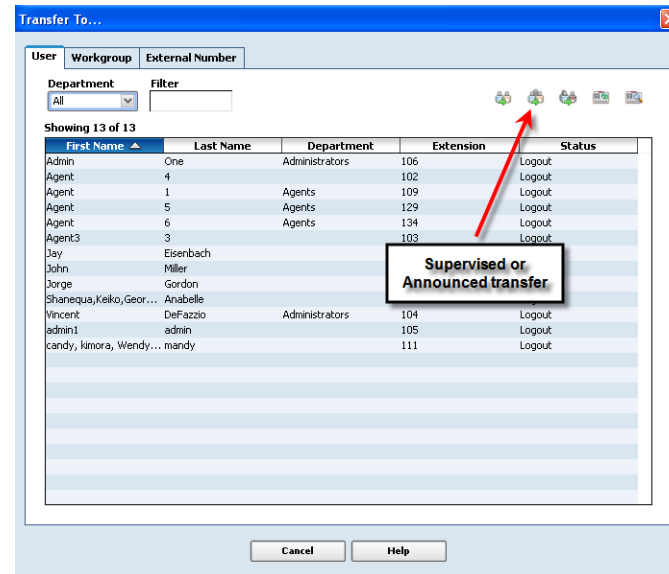 Transfer To...
User Workgroup External Number
Department Filter
All
Showing 13 of 13
First Name Last Name Department Extension Status
Admin One Administrators 106 Logout
Agent 4 102 Logout
Agent 1 Agents 109 Logout
Agent 5 Agents 129 Logout
Agent 6 Agents 134 Logout
Agent3 3 103 Logout
Jay Eisenbach
John Miller
Jorge Gordon
Shanequa,Keiko,Geor... Anabelle
Vincent DeFazzio Administrators 104 Logout
admin1 admin 105 Logout
candy, kimora, Wendy... mandy 111 Logout
Supervised or
Announced transfer
Cancel Help